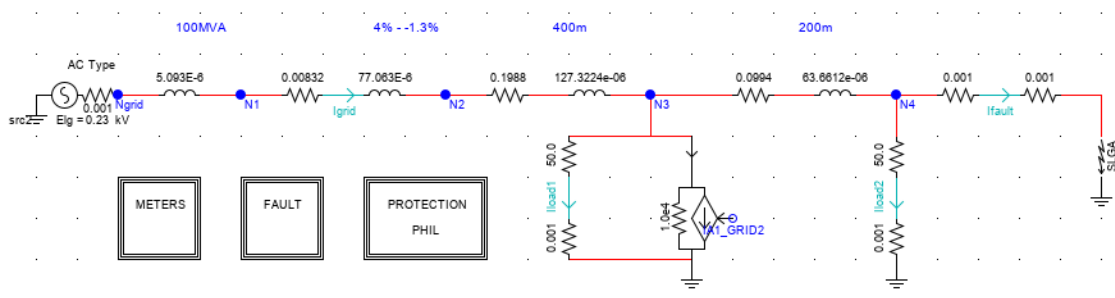 100MVA
4% - -1.3%
400m
200m
AC Type
5.093E-6
0.00832
77.063E-6
0.1988
127.3224e-06
0.0994
63.6612e-06
0.001
0.001
src2
0.001
Ngrid
N1
Igrid
N2
N3
N4
Ifault
Elg = 0.23 kV
50.0
50.0
SLGA
METERS
FAULT
PROTECTION
PHIL
Iload1
1.0e4
IA1_GRID2
Iload2
0.001
0.001